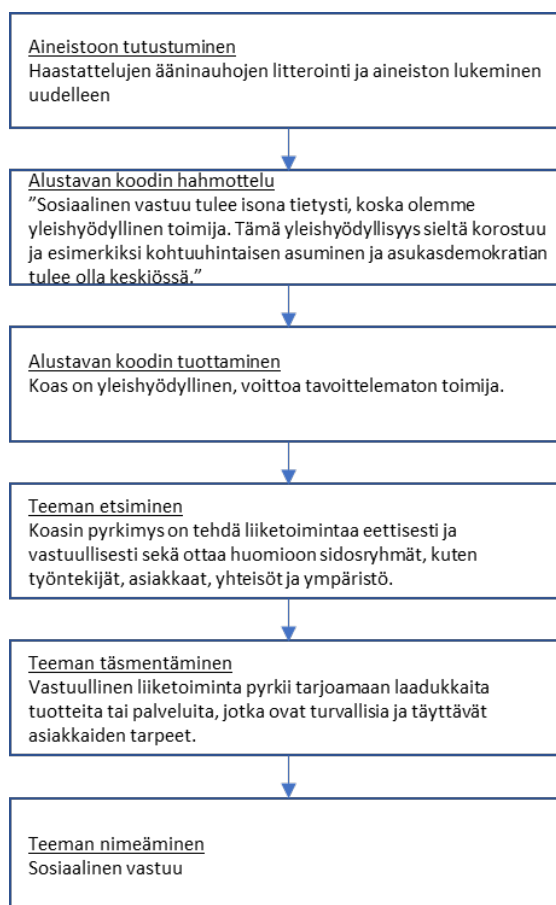 Aineistoon tutustuminen
Haastattelujen ääninauhojen litterointi ja aineiston lukeminen
uudelleen
Alustavan koodin hahmottelu
”Sosiaalinen vastuu tulee isona tietysti, koska olemme
yleishyödyllinen toimija. Tämä yleishyödyllisyys sieltä korostuu
ja esimerkiksi kohtuuhintaisen asuminen ja asukasdemokratian
tulee olla keskiössä.”
Alustavan koodin tuottaminen
Koas on yleishyödyllinen, voittoa tavoittelematon toimija.
Teeman etsiminen
Koasin pyrkimys on tehdä liiketoimintaa eettisesti ja
vastuullisesti sekä ottaa huomioon sidosryhmät, kuten
työntekijät, asiakkaat, yhteisöt ja ympäristö.
Teeman täsmentäminen
Vastuullinen liiketoiminta pyrkii tarjoamaan laadukkaita
tuotteita tai palveluita, jotka ovat turvallisia ja täyttävät
asiakkaiden tarpeet.
Teeman nimeäminen
Sosiaalinen vastuu